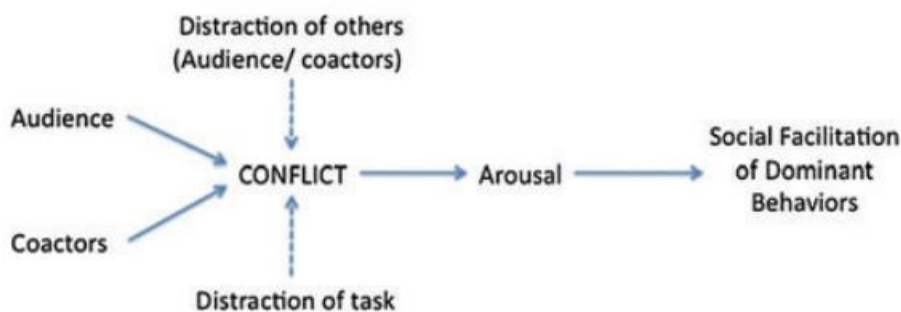 Distraction of others
(Audience/ coactors)
Audience
CONFLICT
Arousal
Social Facilitation
of Dominant
Behaviors
Coactors
Distraction of task